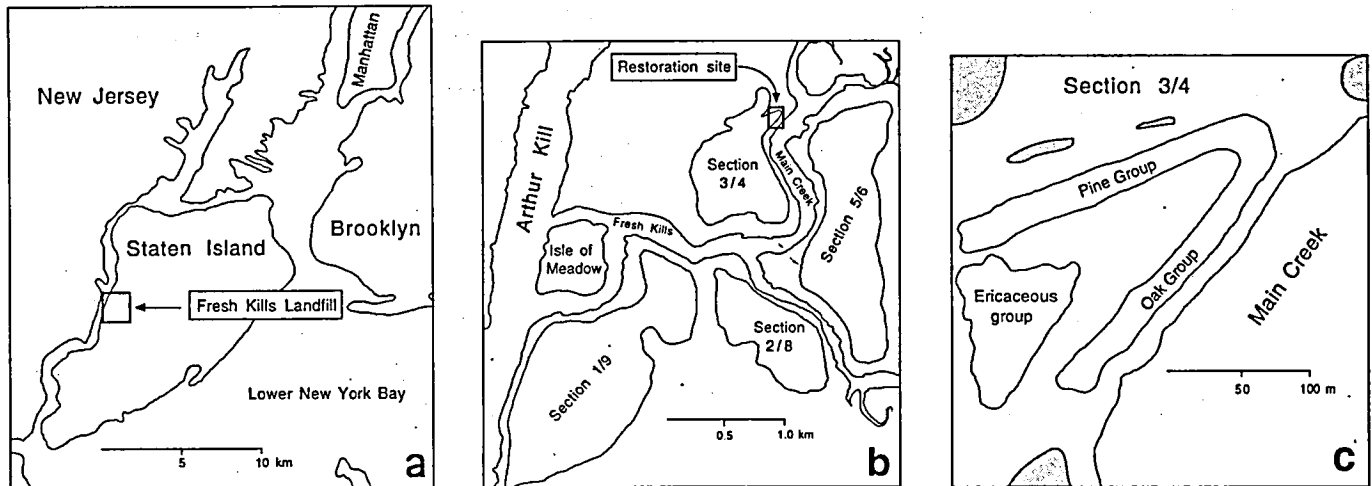 Manhattan
New Jersey
Staten Island
Brooklyn
Fresh Kills Landfill
Lower New York Bay
5
10 km
a
Restoration site
Arthur Kill
Section
3/4
Main Creek
Section 5/6
Fresh Kills
Isle of
Meadow
Section 1/9
Section
2/8
0.5
1.0 km
b
Section 3/4
Pine Group
Oak Group
Ericaceous
group
Main Creek
50
100 m
c